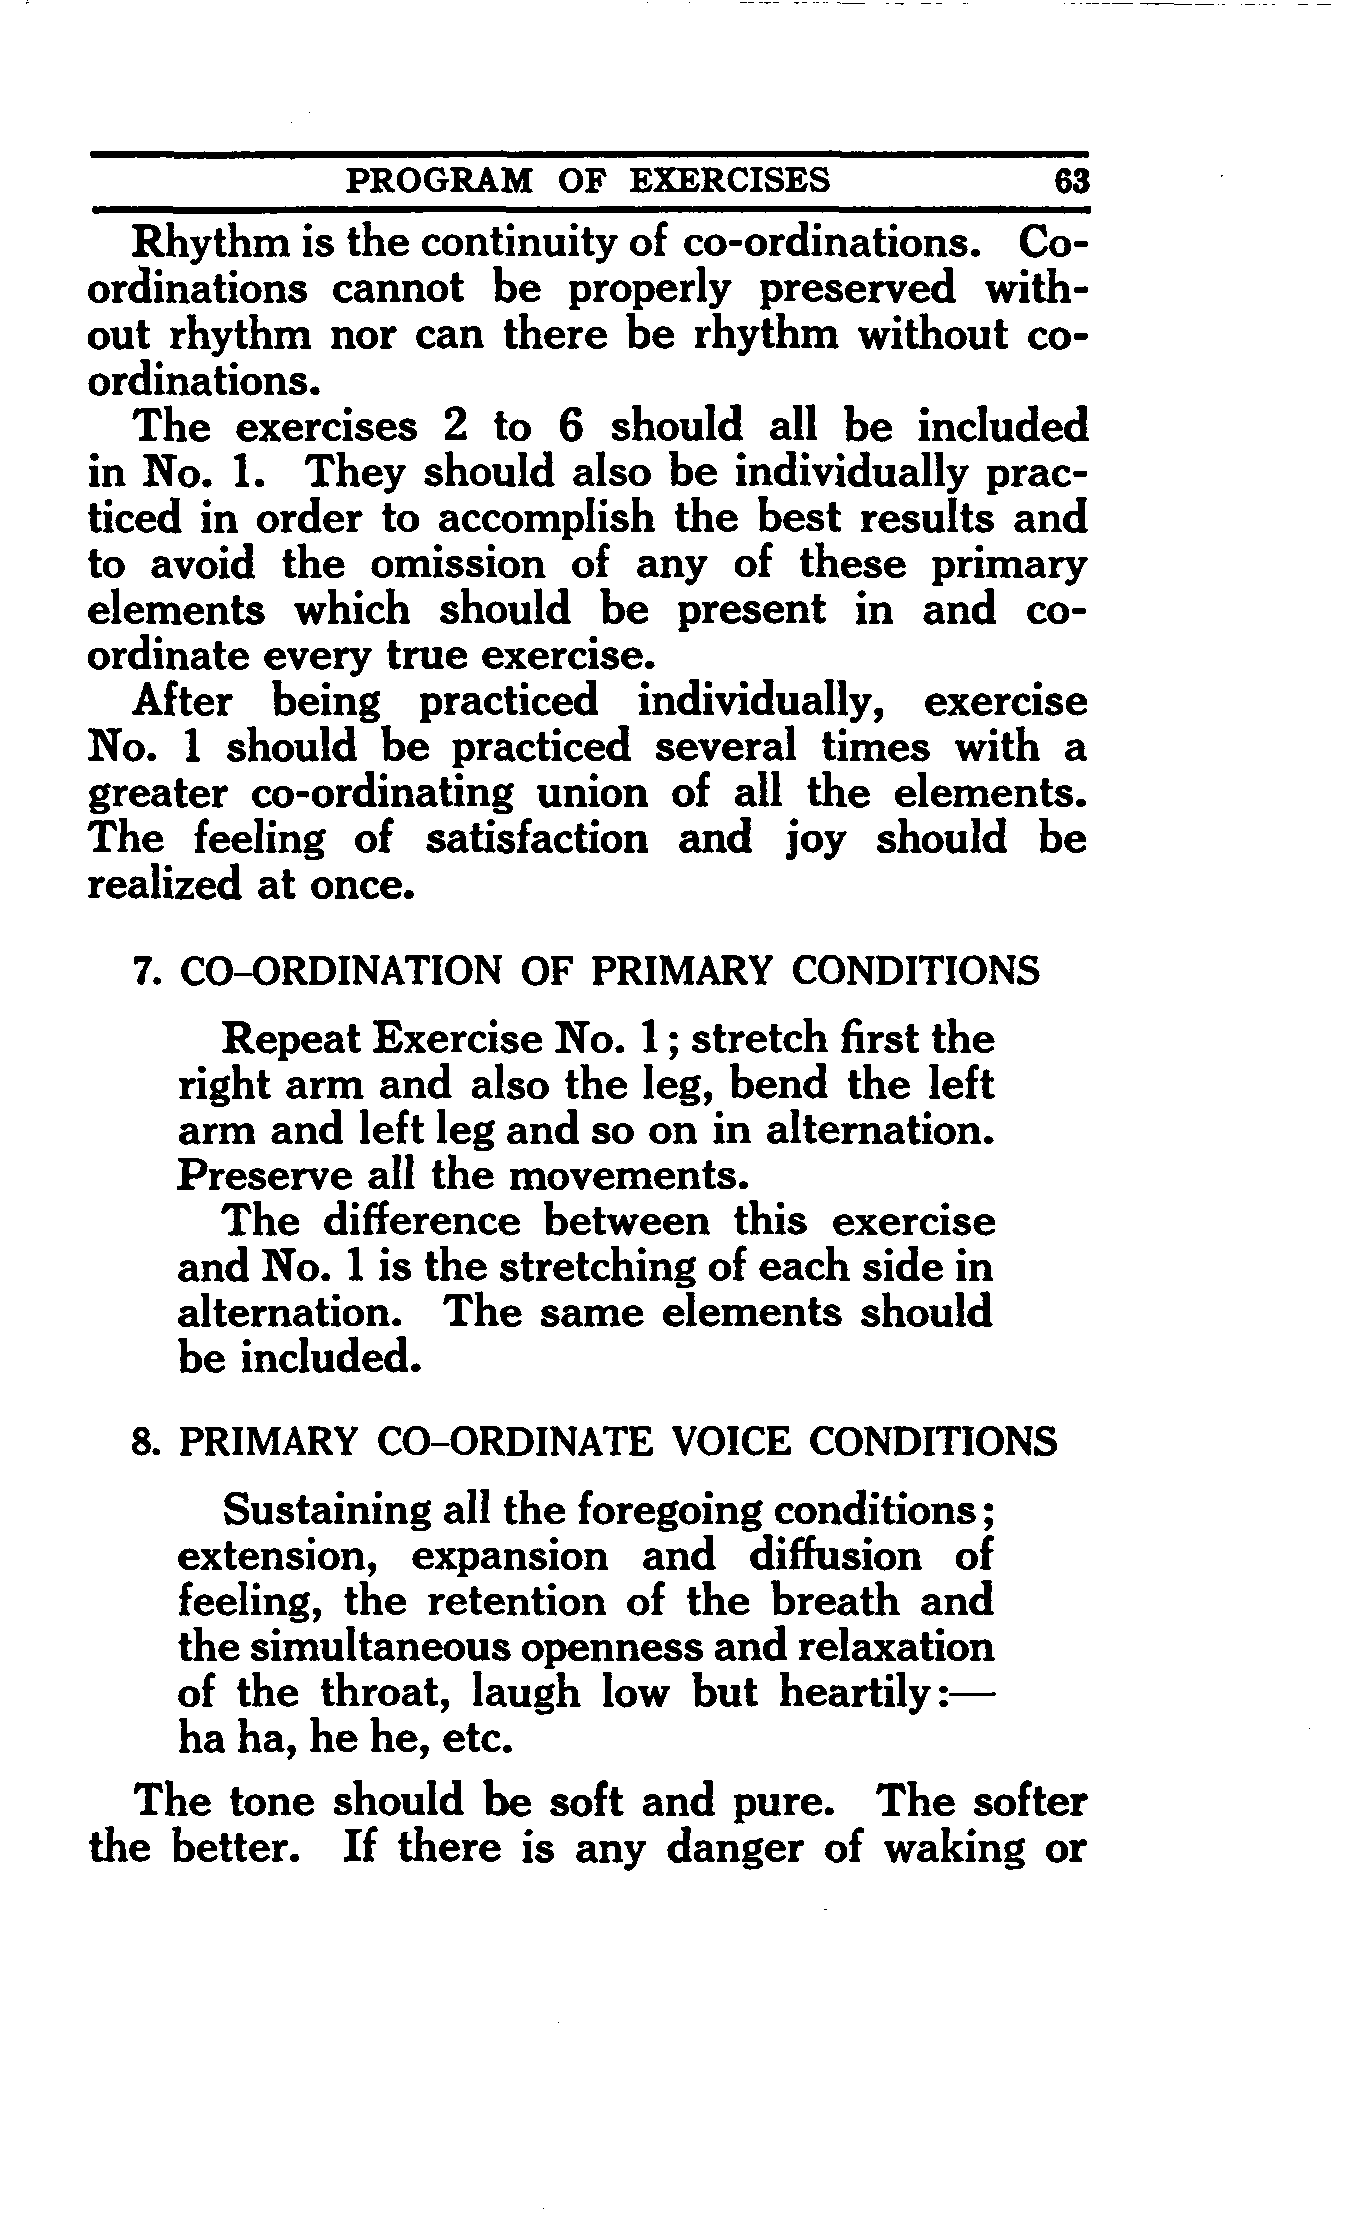 PROGRAM OF EXERCISES 63
Rhythm is the continuity of co-ordinations. Co-
ordinations cannot be properly preserved with-
out rhythm nor can there be rhythm without co-
ordinations.
The exercises 2 to 6 should all be included
in No. 1. They should also be individually prac-
ticed in order to accomplish the best results and
to avoid the omission of any of these primary
elements which should be present in and co-
ordinate every true exercise.
After being practiced individually, exercise
No. 1 should be practiced several times with a
greater co-ordinating union of all the elements.
The feeling of satisfaction and joy should be
realized at once.
7. CO-ORDINATION OF PRIMARY CONDITIONS
Repeat Exercise No. 1; stretch first the
right arm and also the leg, bend the left
arm and left leg and so on in alternation.
Preserve all the movements.
The difference between this exercise
and No. 1 is the stretching of each side in
alternation. The same elements should
be included.
8. PRIMARY CO-ORDINATE VOICE CONDITIONS
Sustaining all the foregoing conditions;
extension, expansion and diffusion of
feeling, the retention of the breath and
the simultaneous openness and relaxation
of the throat, laugh low but heartily:—
ha ha, he he, etc.
The tone should be soft and pure. The softer
the better. If there is any danger of waking or